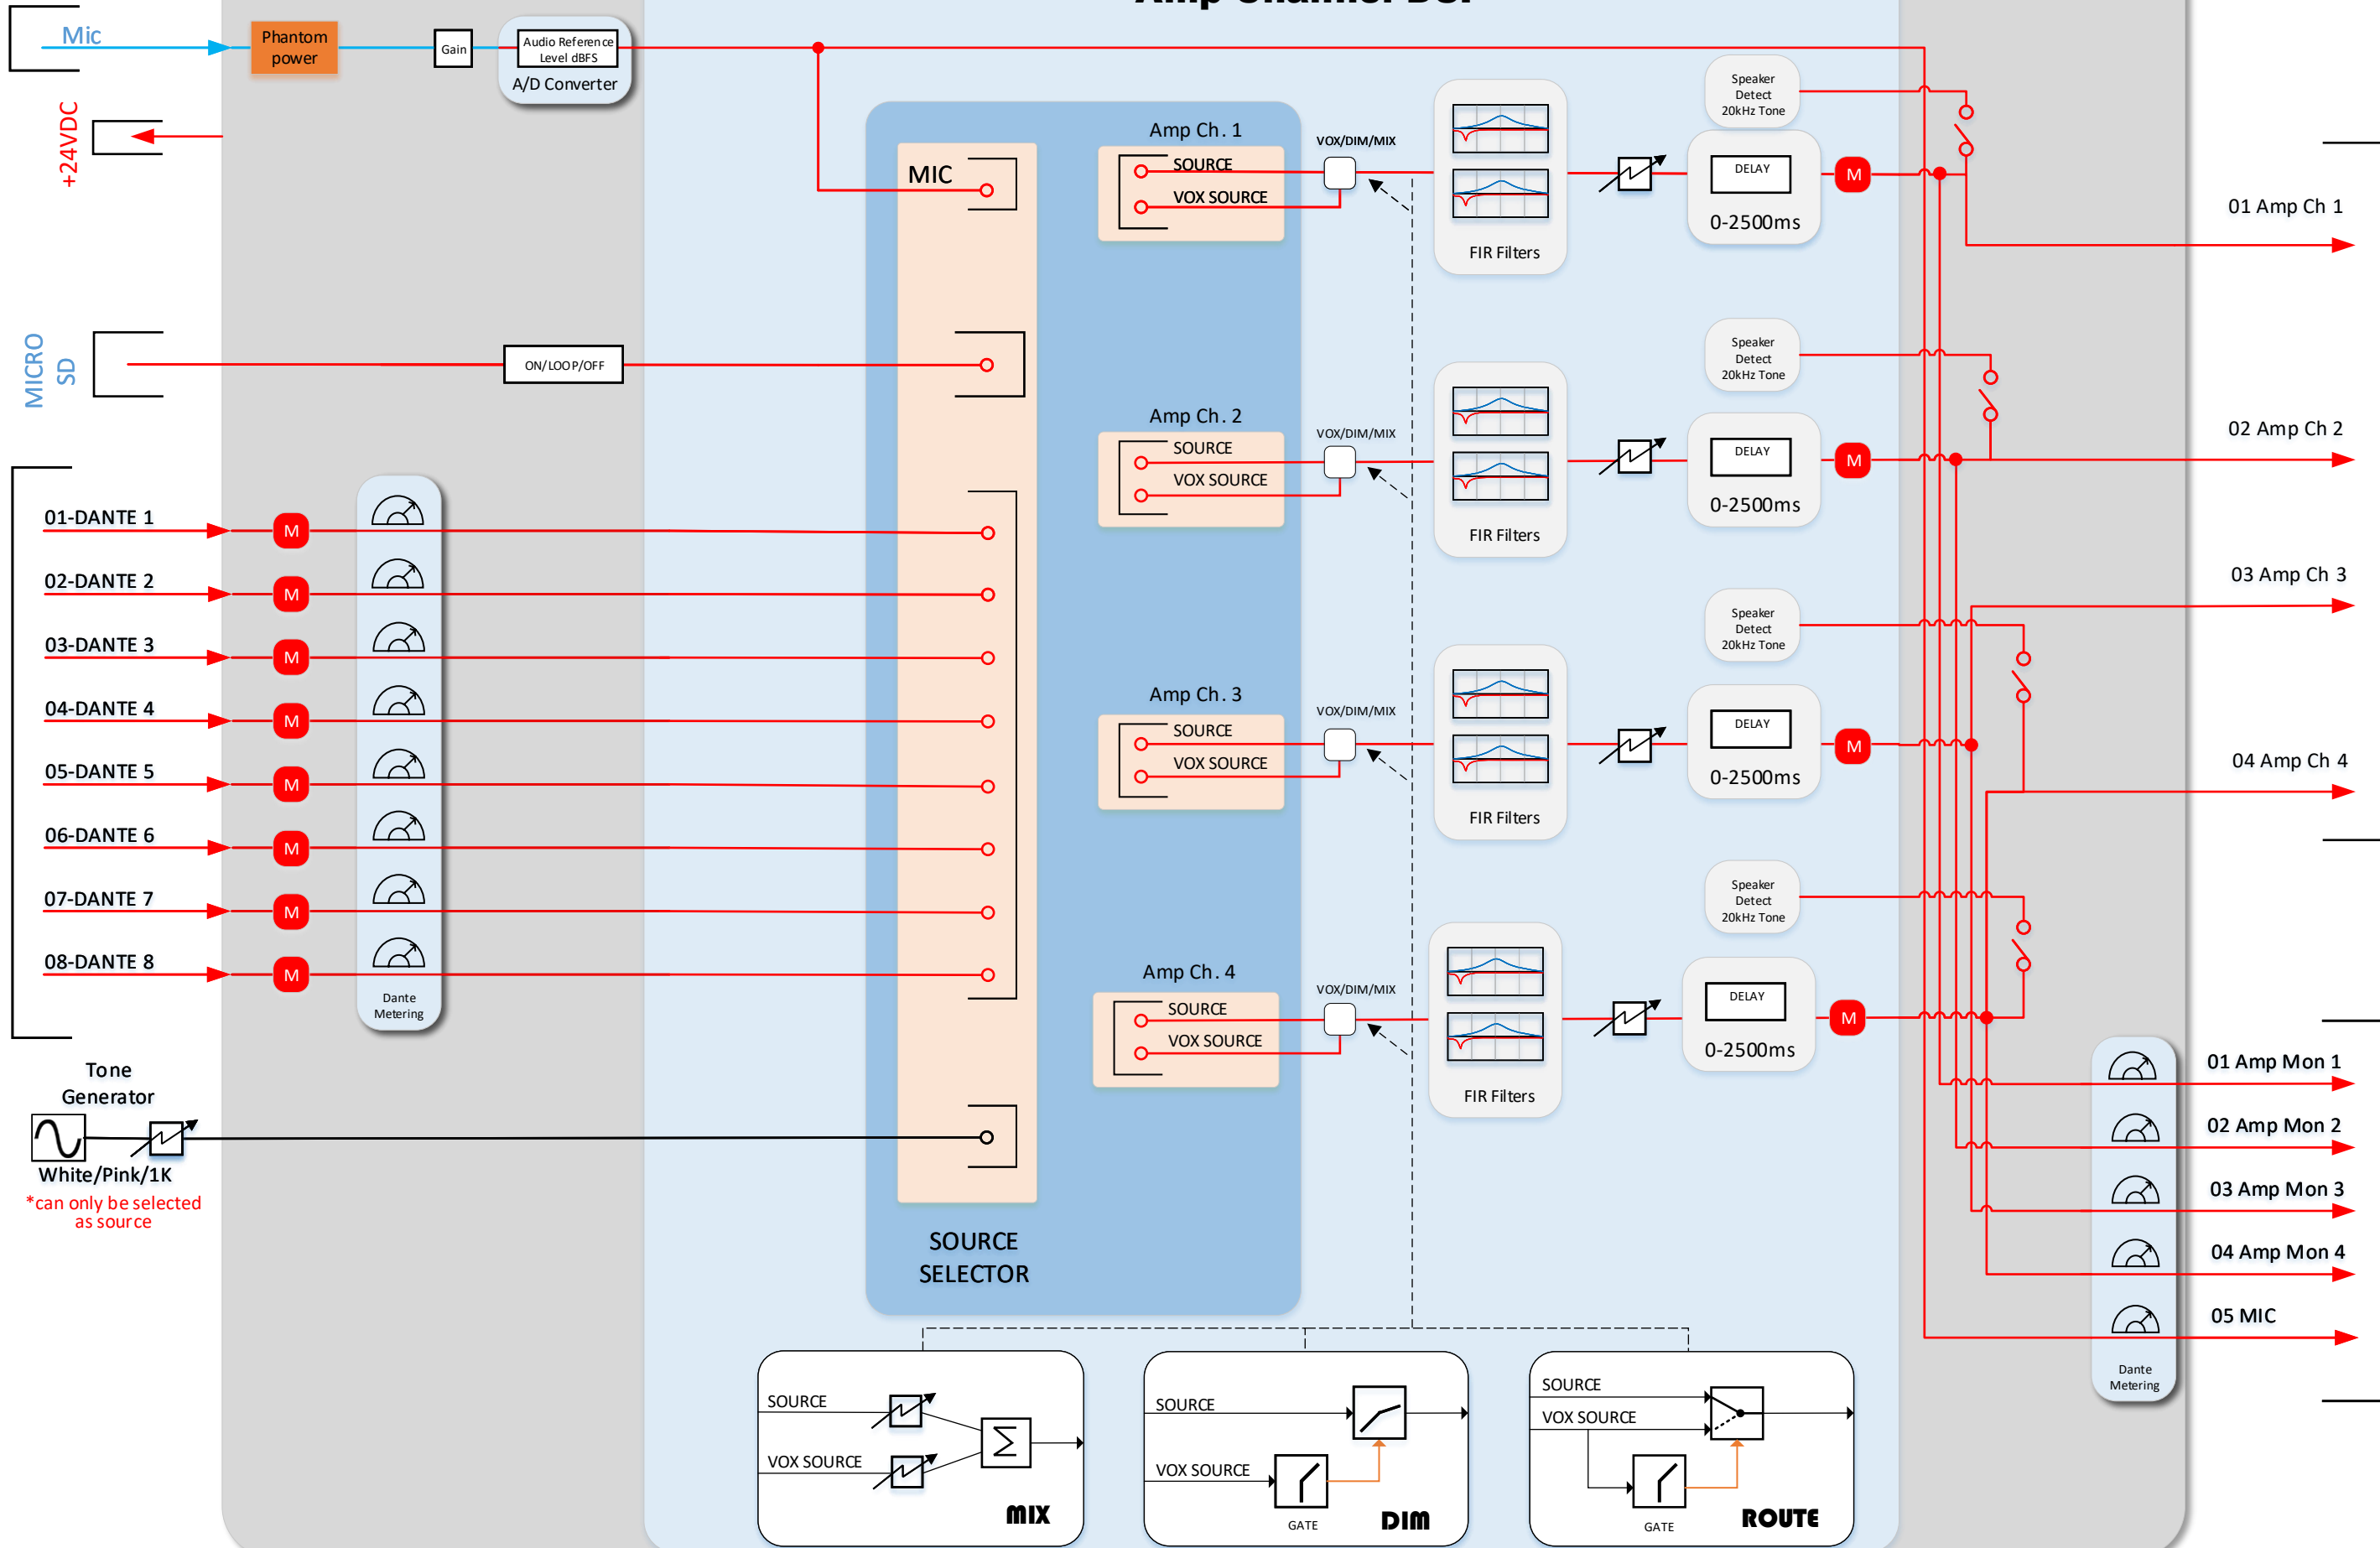 Amp Channel DSP
Mic
Phantom
power
Gain
Audio Reference
Level dBFS
A/D Converter
+24VDC
MICRO
SD
ON/LOOP/OFF
01-DANTE 1
M
02-DANTE 2
M
03-DANTE 3
M
04-DANTE 4
M
05-DANTE 5
M
06-DANTE 6
M
07-DANTE 7
M
08-DANTE 8
M
Dante
Metering
Tone
Generator
White/Pink/1K
*can only be selected
as source
MIC
SOURCE
SELECTOR
Amp Ch. 1
SOURCE
VOX SOURCE
VOX/DIM/MIX
FIR Filters
Speaker
Detect
20kHz Tone
DELAY
0-2500ms
M
01 Amp Ch 1
Amp Ch. 2
SOURCE
VOX SOURCE
VOX/DIM/MIX
FIR Filters
Speaker
Detect
20kHz Tone
DELAY
0-2500ms
M
02 Amp Ch 2
Amp Ch. 3
SOURCE
VOX SOURCE
VOX/DIM/MIX
FIR Filters
Speaker
Detect
20kHz Tone
DELAY
0-2500ms
M
03 Amp Ch 3
Amp Ch. 4
SOURCE
VOX SOURCE
VOX/DIM/MIX
FIR Filters
Speaker
Detect
20kHz Tone
DELAY
0-2500ms
M
04 Amp Ch 4
01 Amp Mon 1
02 Amp Mon 2
03 Amp Mon 3
04 Amp Mon 4
05 MIC
Dante
Metering
SOURCE
VOX SOURCE
Σ
MIX
SOURCE
VOX SOURCE
GATE
DIM
SOURCE
VOX SOURCE
GATE
ROUTE